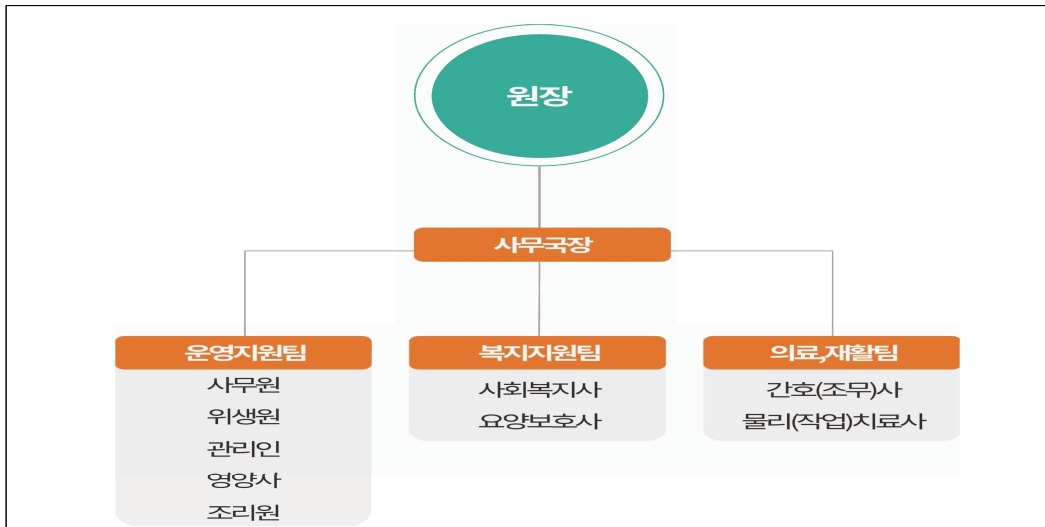 원장
사무국장
운영지원팀
사무원
위생원
관리인
영양사
조리원
복지지원팀
사회복지사
요양보호사
의료,재활팀
간호(조무)사
물리(작업)치료사